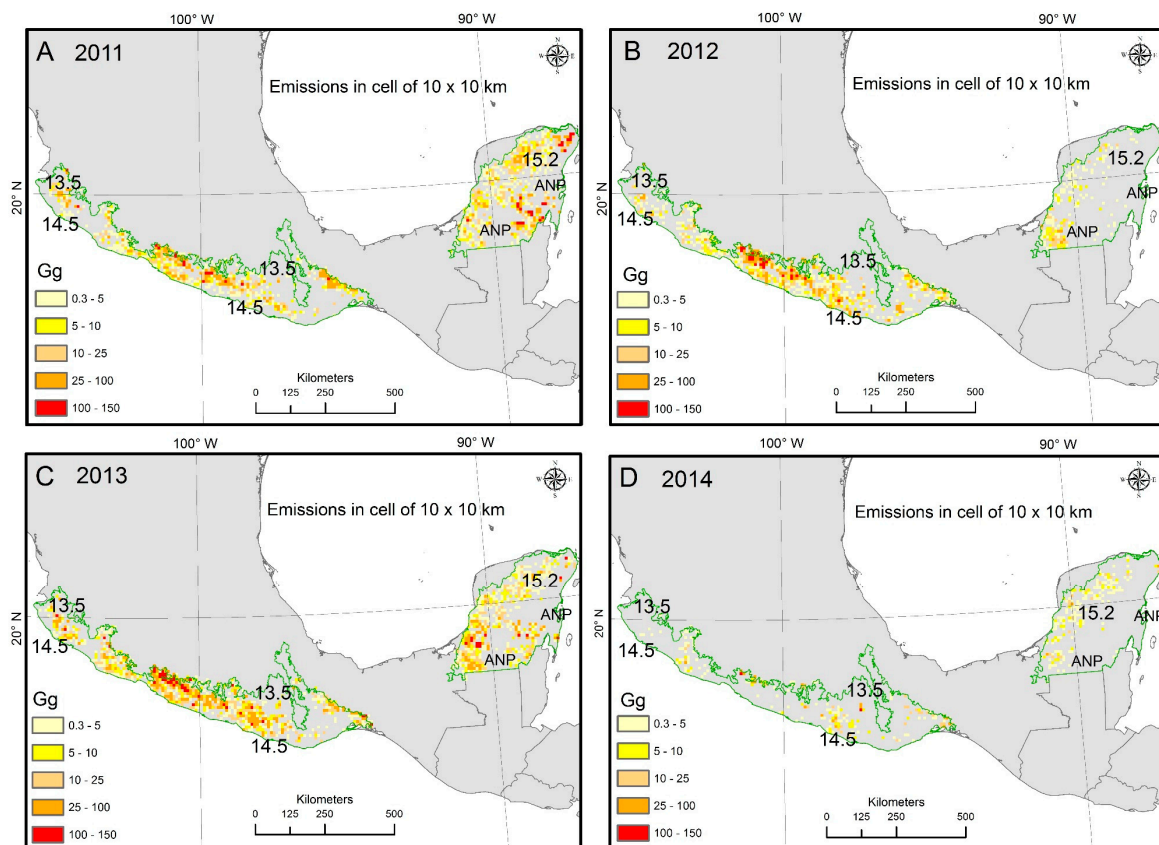 100° W
90° W
100° W
90° W
A 2011
N
W E
S
Emissions in cell of 10 x 10 km
13.5
15.2
ANP
20° N
14.5
ANP
13.5
14.5
Gg
0.3 - 5
5 - 10
10 - 25
25 - 100
100 - 150
Kilometers
0 125 250 500
B 2012
N
W E
S
Emissions in cell of 10 x 10 km
13.5
15.2
ANP
20° N
14.5
ANP
13.5
14.5
Gg
0.3 - 5
5 - 10
10 - 25
25 - 100
100 - 150
Kilometers
0 125 250 500
100° W
90° W
100° W
90° W
C 2013
N
W E
S
Emissions in cell of 10 x 10 km
13.5
15.2
ANP
20° N
14.5
ANP
13.5
14.5
Gg
0.3 - 5
5 - 10
10 - 25
25 - 100
100 - 150
Kilometers
0 125 250 500
D 2014
N
W E
S
Emissions in cell of 10 x 10 km
13.5
15.2
ANP
20° N
14.5
ANP
13.5
14.5
Gg
0.3 - 5
5 - 10
10 - 25
25 - 100
100 - 150
Kilometers
0 125 250 500